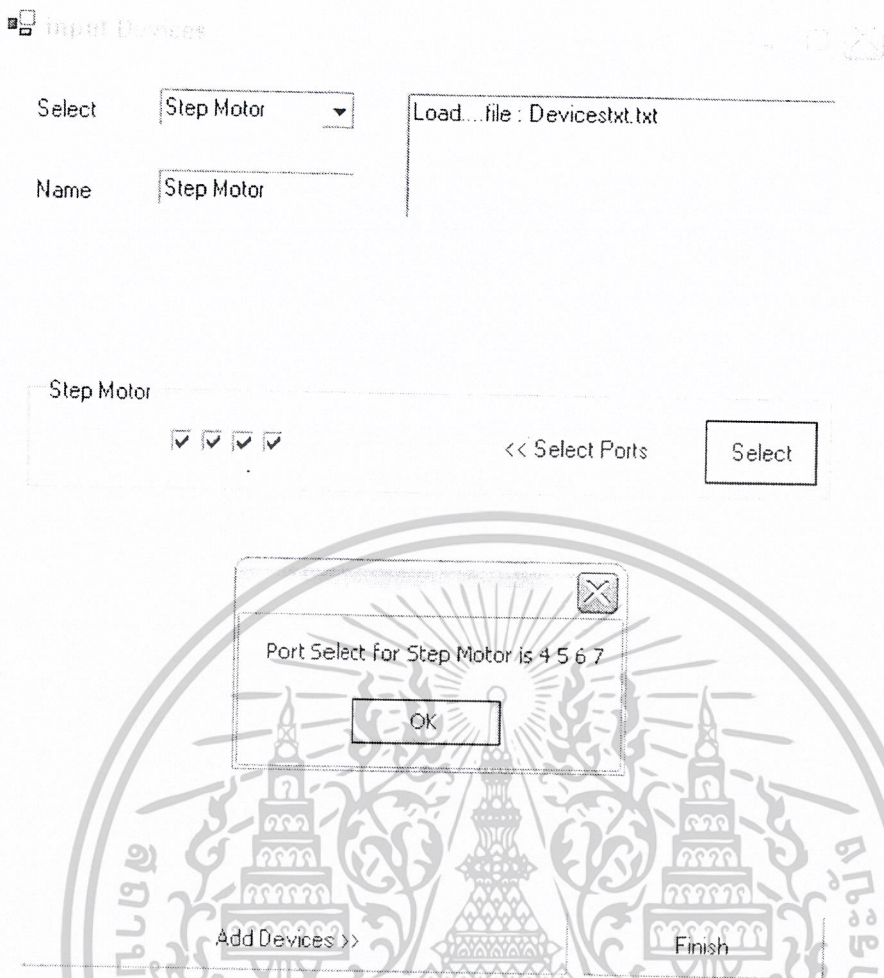 input Devices
Select Step Motor Load....file : Devicestxt.txt
Name Step Motor
Step Motor
<< Select Ports Select
Port Select for Step Motor is 4 5 6 7
OK
Add Devices >> Finish